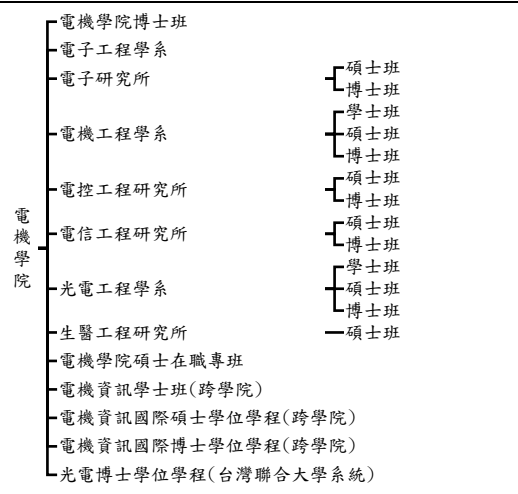 電機學院
電機學院博士班
電子工程學系
電子研究所
碩士班
博士班
電機工程學系
學士班
碩士班
博士班
電控工程研究所
碩士班
博士班
電信工程研究所
碩士班
博士班
光電工程學系
學士班
碩士班
博士班
生醫工程研究所
碩士班
電機學院碩士在職專班
電機資訊學士班(跨學院)
電機資訊國際碩士學位學程(跨學院)
電機資訊國際博士學位學程(跨學院)
光電博士學位學程(台灣聯合大學系統)